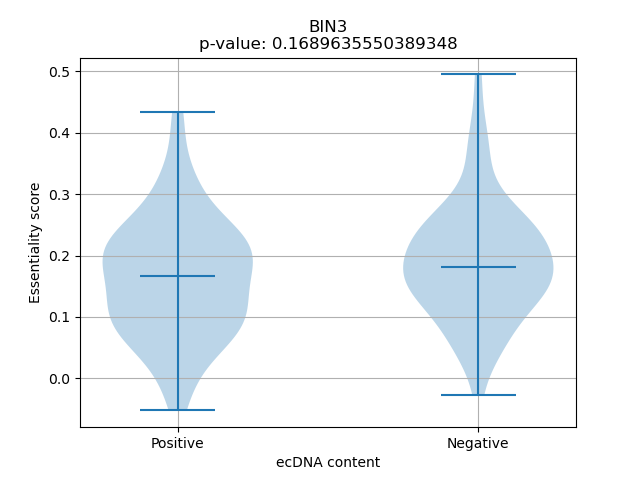 BIN3
p-value: 0.1689635550389348
0.5
0.4
0.3
0.2
0.1
0.0
Essentiality score
Positive
Negative
ecDNA content